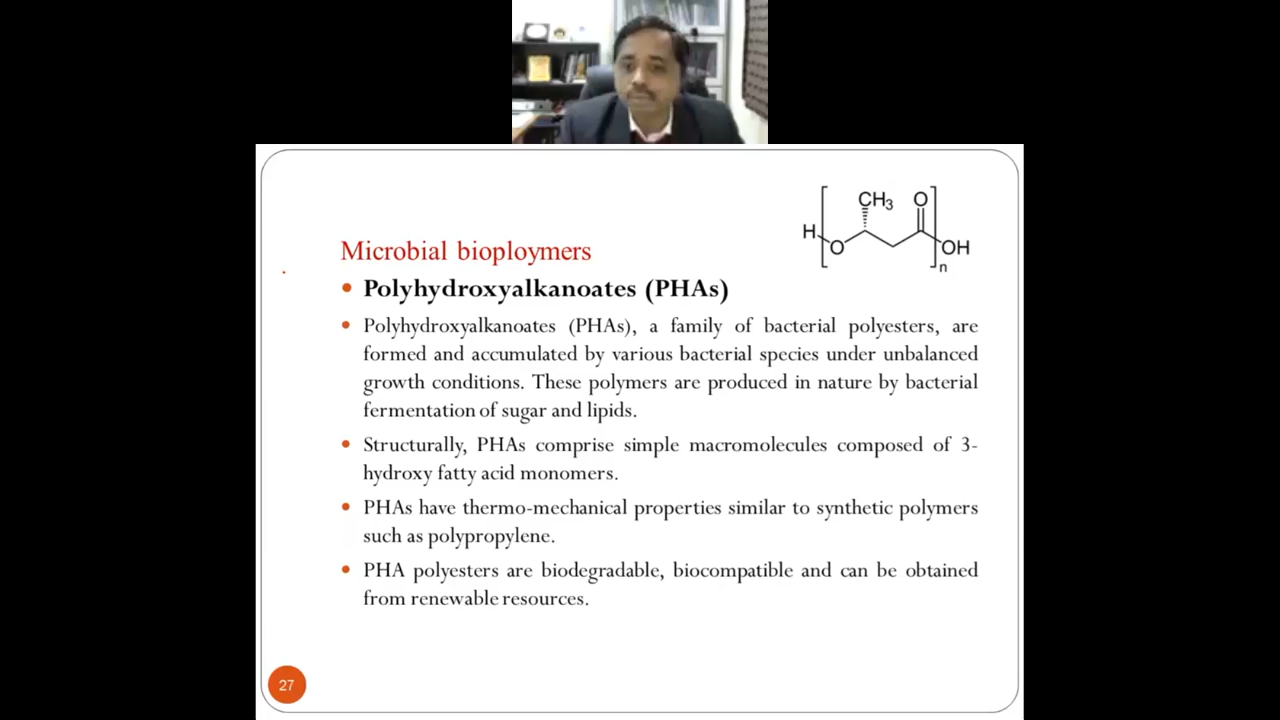 CH3 O
H
O OH
n
Microbial bioploymers
• Polyhydroxyalkanoates (PHAs)
• Polyhydroxyalkanoates (PHAs), a family of bacterial polyesters, are
formed and accumulated by various bacterial species under unbalanced
growth conditions. These polymers are produced in nature by bacterial
fermentation of sugar and lipids.
• Structurally, PHAs comprise simple macromolecules composed of 3-
hydroxy fatty acid monomers.
• PHAs have thermo-mechanical properties similar to synthetic polymers
such as polypropylene.
• PHA polyesters are biodegradable, biocompatible and can be obtained
from renewable resources.
27